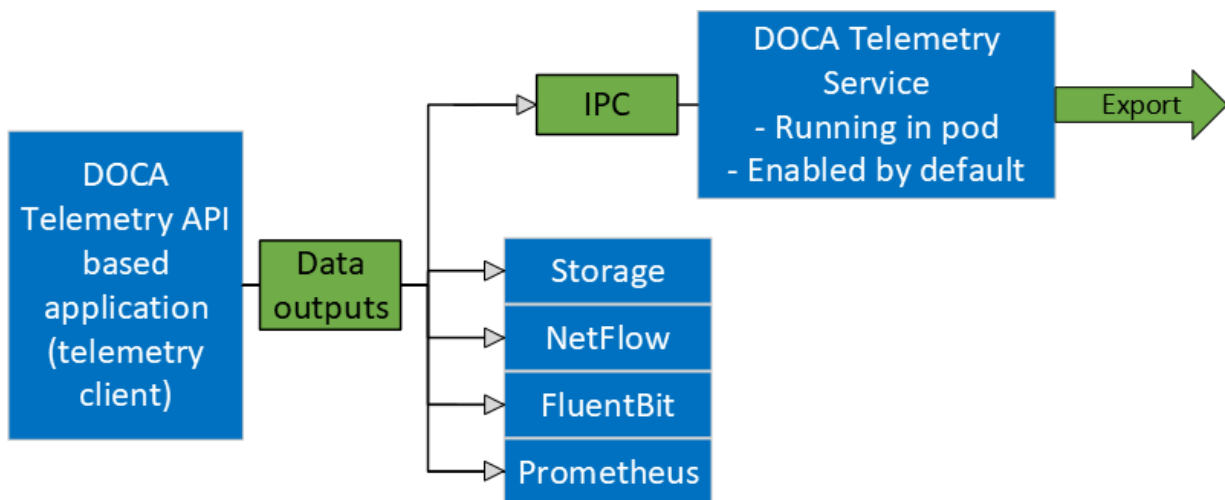 DOCA
Telemetry API
based
application
(telemetry
client)
Data
outputs
IPC
DOCA Telemetry
Service
- Running in pod
- Enabled by default
Export
Storage
NetFlow
FluentBit
Prometheus